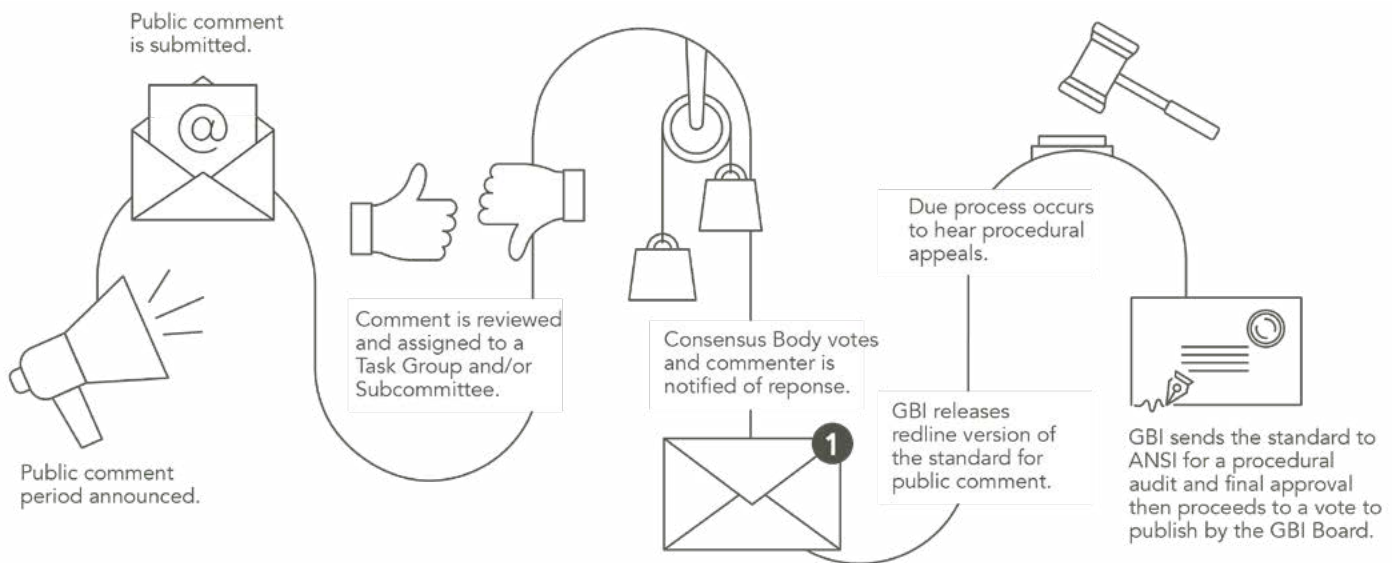 Public comment
is submitted.
@
Public comment
period announced.
Comment is reviewed
and assigned to a
Task Group and/or
Subcommittee.
Consensus Body votes
and commenter is
notified of reponse.
1
GBI releases
redline version of
the standard for
public comment.
Due process occurs
to hear procedural
appeals.
GBI sends the standard to
ANSI for a procedural
audit and final approval
then proceeds to a vote to
publish by the GBI Board.